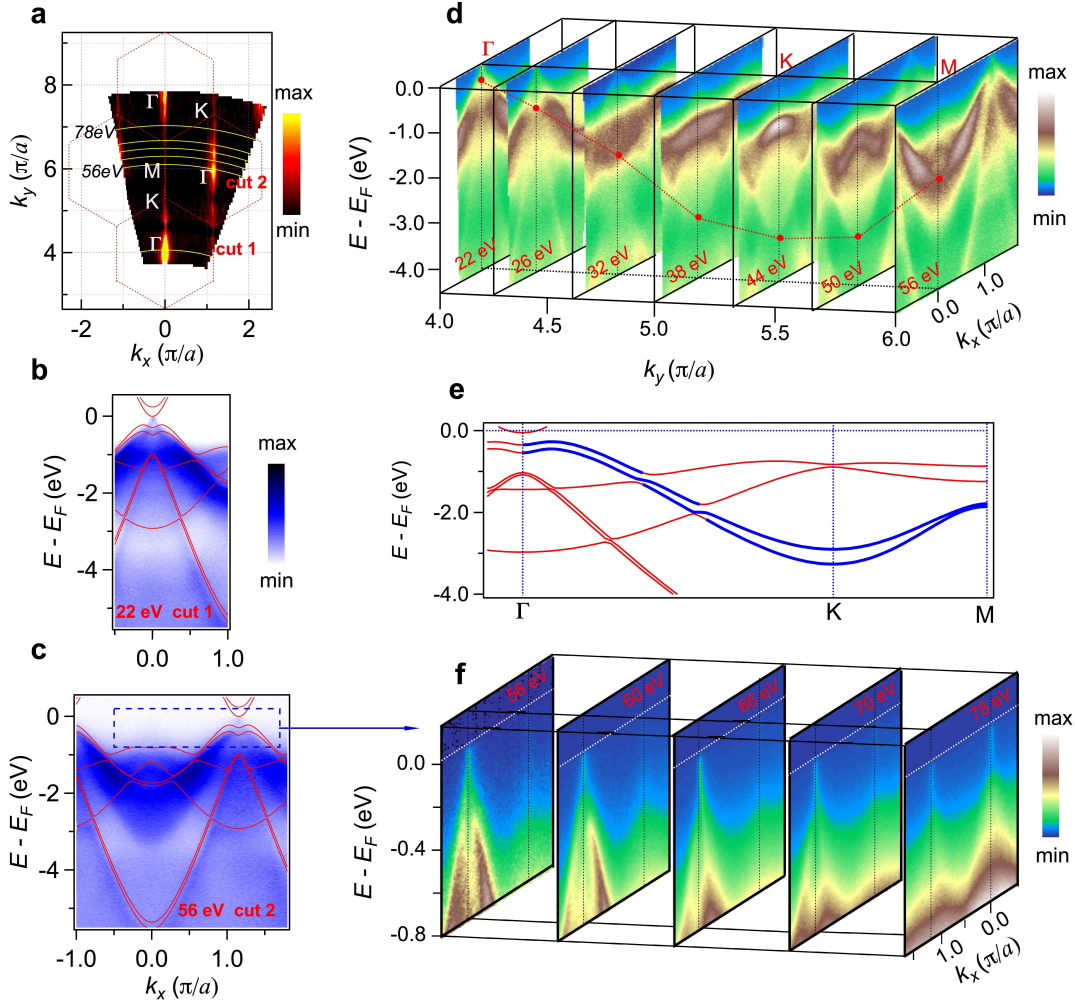 a
k_y (π/a)
8
6
4
78eV
56eV
Γ
K
M
Γ
K
Γ
cut 2
cut 1
max
min
-2
0
2
k_x (π/a)
b
E - E_F (eV)
0
-2
-4
22 eV cut 1
0.0
1.0
max
min
c
E - E_F (eV)
0
-2
-4
56 eV cut 2
-1.0
0.0
1.0
k_x (π/a)
d
E - E_F (eV)
0.0
-1.0
-2.0
-3.0
-4.0
Γ
K
M
22 eV
26 eV
32 eV
38 eV
44 eV
50 eV
56 eV
4.0
4.5
5.0
5.5
6.0
k_y (π/a)
0.0
1.0
k_x (π/a)
max
min
e
E - E_F (eV)
0.0
-2.0
-4.0
Γ
K
M
f
E - E_F (eV)
0.0
-0.4
-0.8
56 eV
60 eV
66 eV
70 eV
78 eV
1.0
0.0
k_x (π/a)
max
min